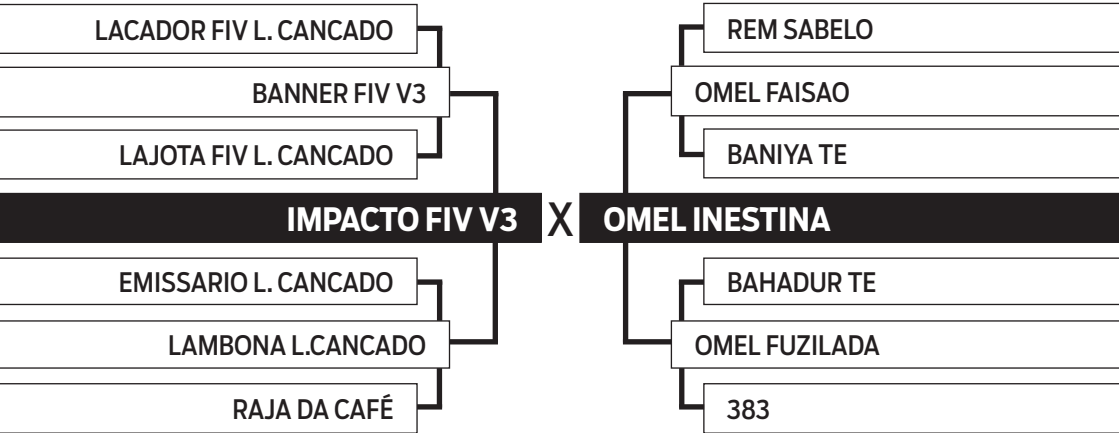 LACADOR FIV L. CANCADO
BANNER FIV V3
LAJOTA FIV L. CANCADO
IMPACTO FIV V3 X OMEL INESTINA
EMISSARIO L. CANCADO
LAMBONA L.CANCADO
RAJA DA CAFÉ
REM SABELO
OMEL FAISAO
BANIYA TE
BAHADUR TE
OMEL FUZILADA
383